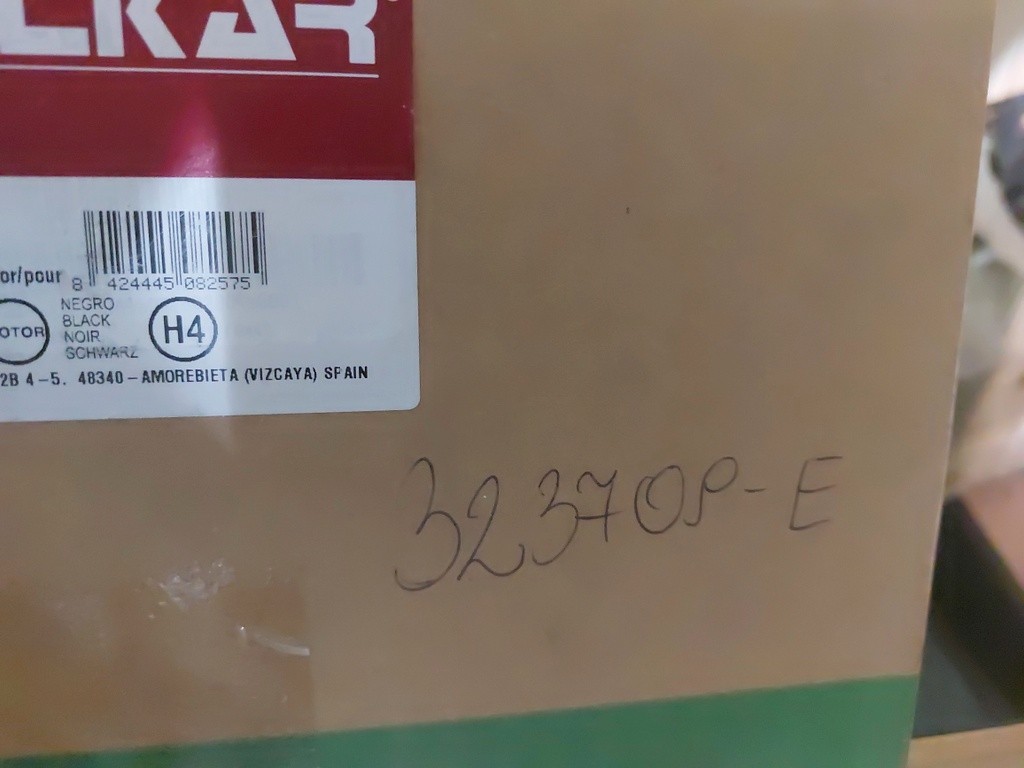 LKAR
or/pour
8 424445 082575
OTOR
NEGRO
BLACK
NOIR
SCHWARZ
H4
2B 4-5. 48340-AMOREBIETA (VIZCAYA) SPAIN
32370P-E